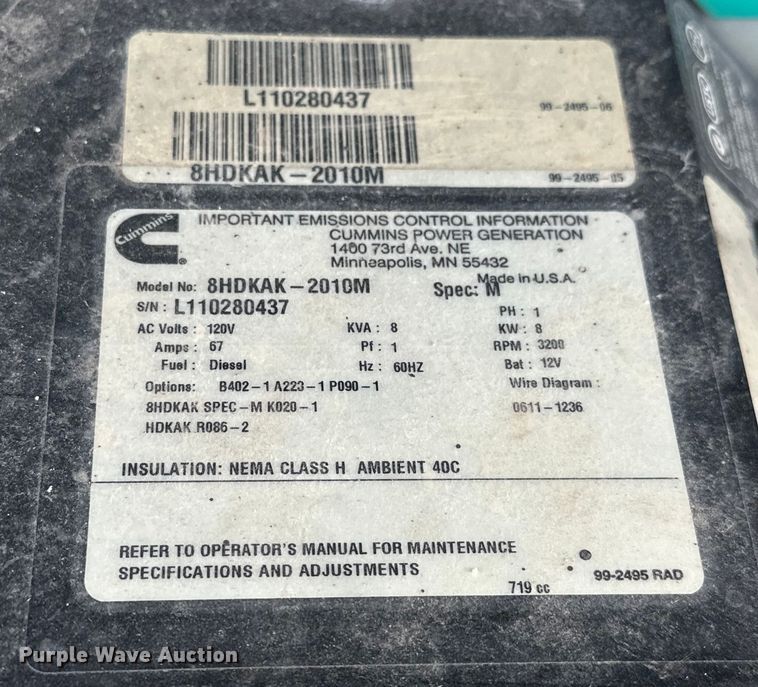 L110280437
99-2495-06
8HDKAK-2010M
99-2495-05
Cummins
IMPORTANT EMISSIONS CONTROL INFORMATION
CUMMINS POWER GENERATION
1400 73rd Ave. NE
Minneapolis, MN 55432
Made in U.S.A.
Model No: 8HDKAK-2010M Spec: M
S/N: L110280437 PH: 1
AC Volts: 120V KVA: 8 KW: 8
Amps: 67 Pf: 1 RPM: 3200
Fuel: Diesel Hz: 60HZ Bat: 12V
Options: B402-1 A223-1 P090-1 Wire Diagram:
8HDKAK SPEC-M K020-1 0611-1236
HDKAK R086-2
INSULATION: NEMA CLASS H AMBIENT 40C
REFER TO OPERATOR'S MANUAL FOR MAINTENANCE
SPECIFICATIONS AND ADJUSTMENTS
99-2495 RAD
719 cc
Purple Wave Auction